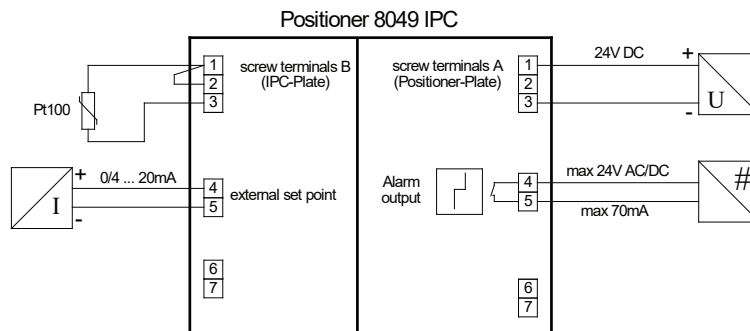 Positioner 8049 IPC
1
2
3
screw terminals B
(IPC-Plate)
Pt100
+
0/4 ... 20mA
I
-
4
5
external set point
6
7
screw terminals A
(Positioner-Plate)
1
2
3
24V DC
+
U
-
Alarm
output
4
5
max 24V AC/DC
max 70mA
#
6
7